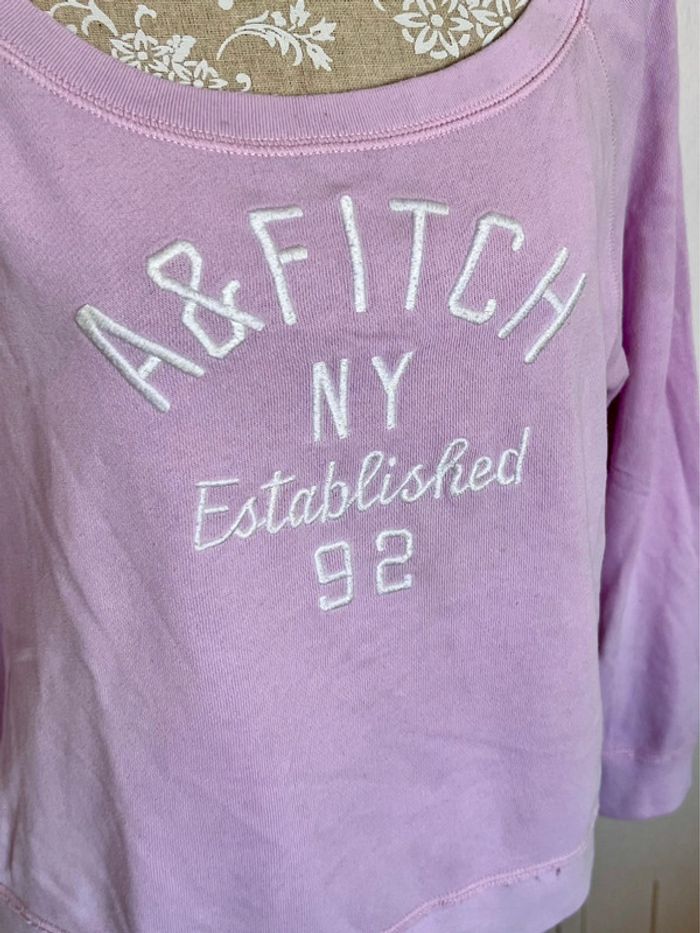 A&FITCH
NY
Established
92